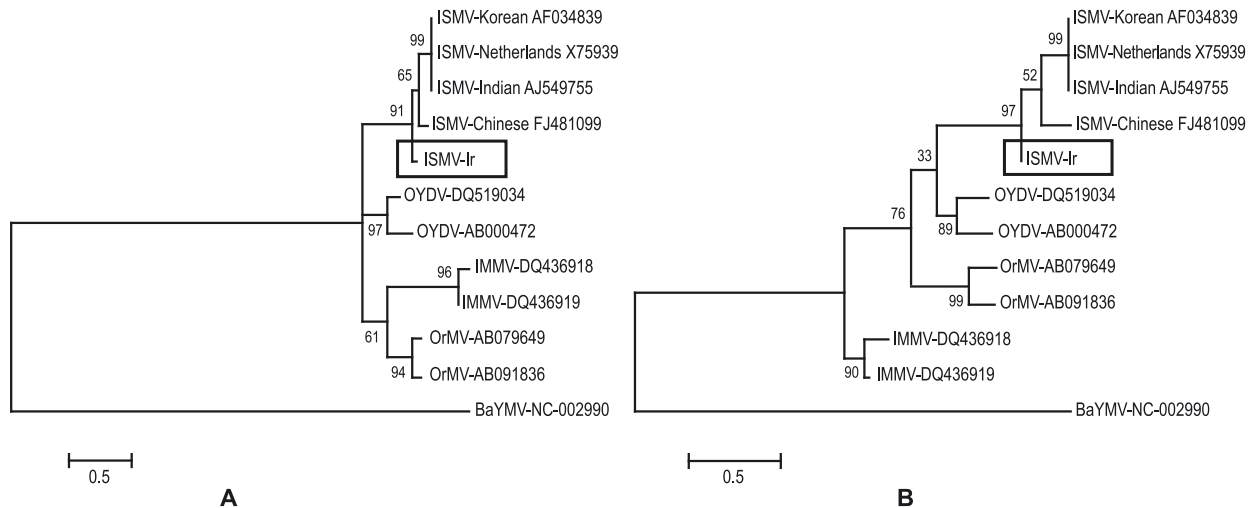 ISMV-Korean AF034839
99
ISMV-Netherlands X75939
65
ISMV-Indian AJ549755
91
ISMV-Chinese FJ481099
ISMV-Ir
OYDV-DQ519034
97
OYDV-AB000472
96
IMMV-DQ436918
IMMV-DQ436919
61
OrMV-AB079649
94
OrMV-AB091836
BaYMV-NC-002990
0.5
A
ISMV-Korean AF034839
99
ISMV-Netherlands X75939
52
ISMV-Indian AJ549755
97
ISMV-Chinese FJ481099
ISMV-Ir
33
OYDV-DQ519034
76
89
OYDV-AB000472
OrMV-AB079649
99
OrMV-AB091836
IMMV-DQ436918
90
IMMV-DQ436919
BaYMV-NC-002990
0.5
B